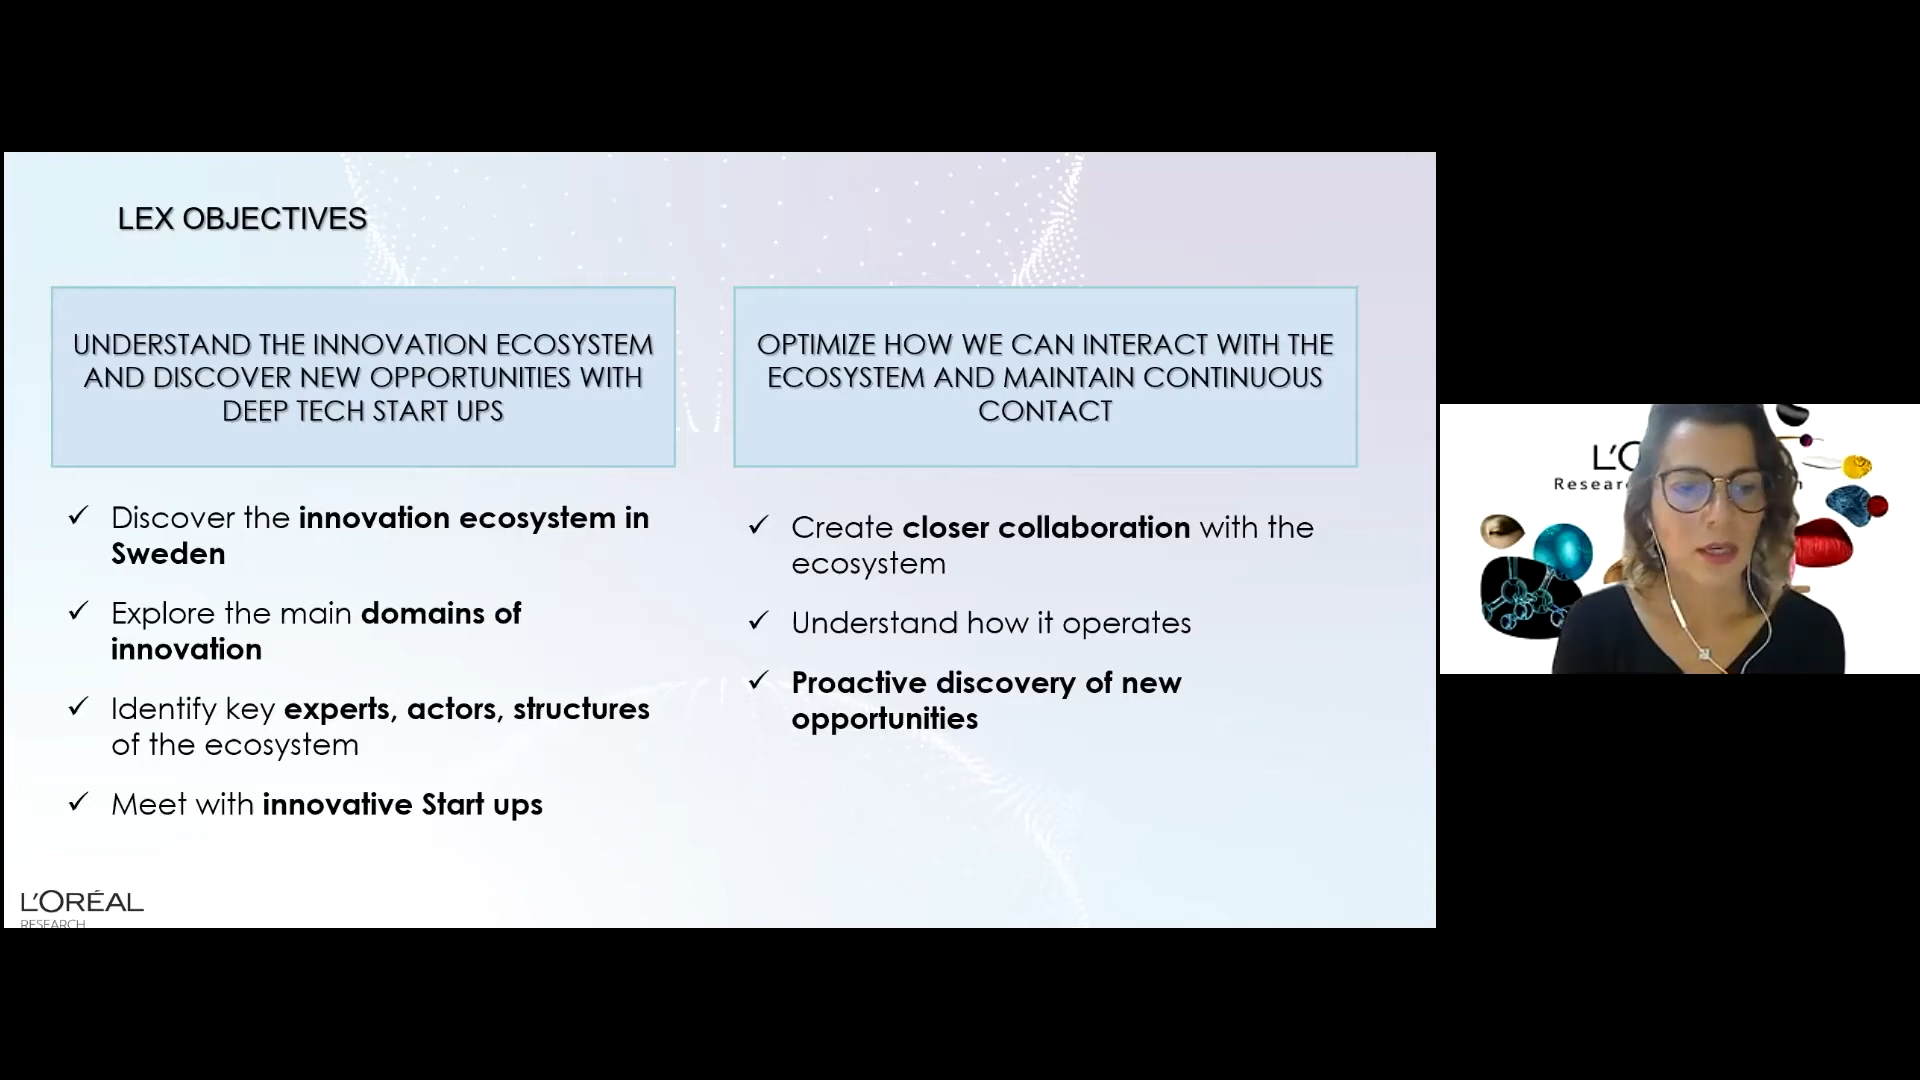 LEX OBJECTIVES
UNDERSTAND THE INNOVATION ECOSYSTEM
AND DISCOVER NEW OPPORTUNITIES WITH
DEEP TECH START UPS
✓ Discover the innovation ecosystem in
Sweden
✓ Explore the main domains of
innovation
✓ Identify key experts, actors, structures
of the ecosystem
✓ Meet with innovative Start ups
OPTIMIZE HOW WE CAN INTERACT WITH THE
ECOSYSTEM AND MAINTAIN CONTINUOUS
CONTACT
✓ Create closer collaboration with the
ecosystem
✓ Understand how it operates
✓ Proactive discovery of new
opportunities
L'ORÉAL
RESEARCH